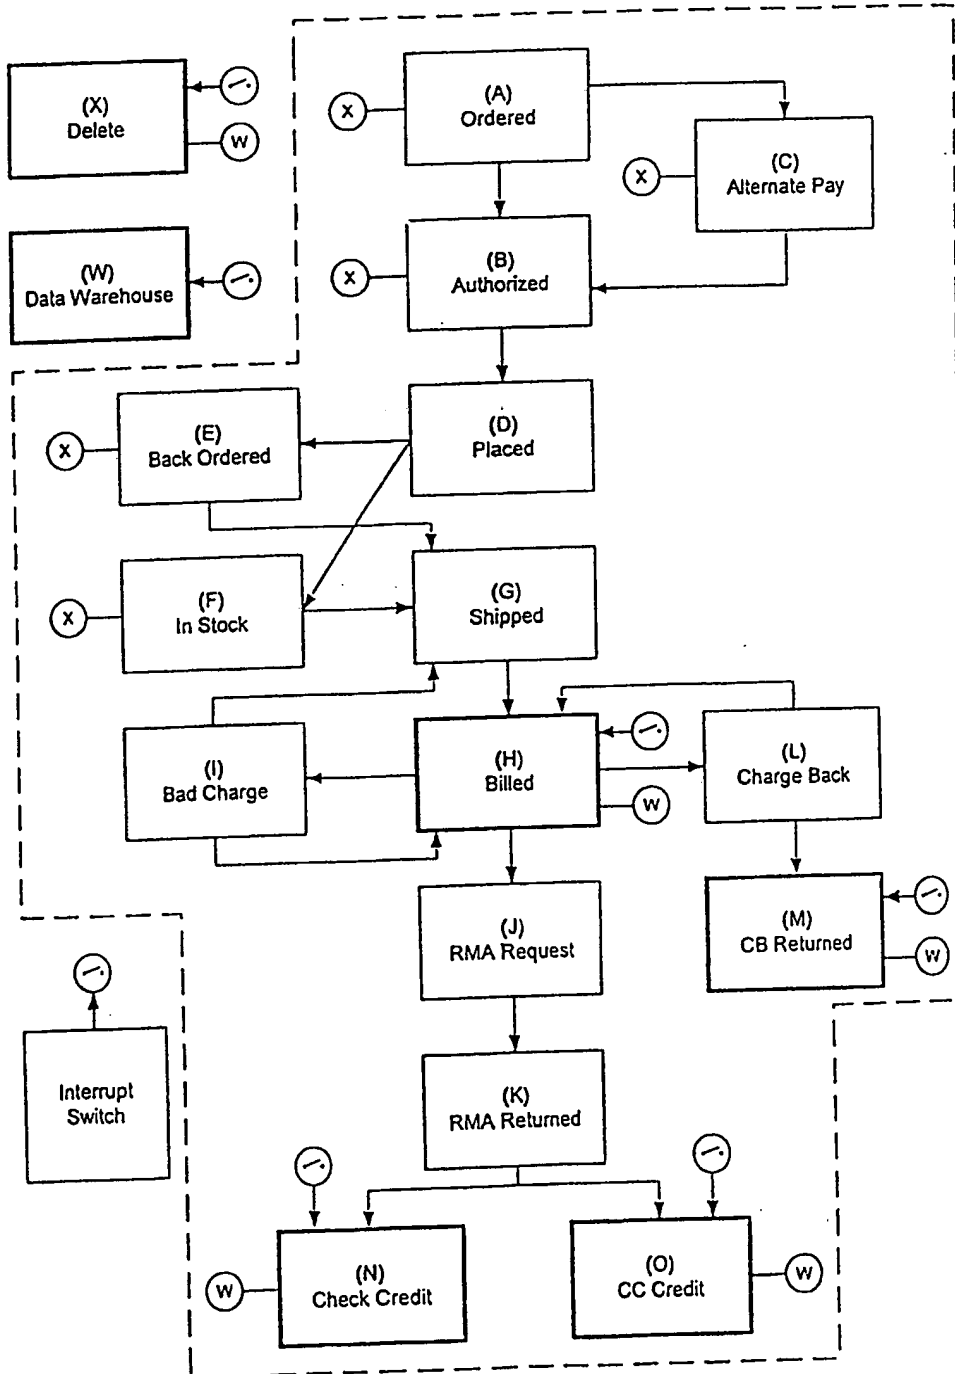 (X)
Delete
W
(W)
Data Warehouse
X
(A)
Ordered
X
(C)
Alternate Pay
X
(B)
Authorized
(D)
Placed
X
(E)
Back Ordered
X
(F)
In Stock
(G)
Shipped
(I)
Bad Charge
(H)
Billed
W
(L)
Charge Back
(J)
RMA Request
(M)
CB Returned
W
Interrupt
Switch
(K)
RMA Returned
W
(N)
Check Credit
(O)
CC Credit
W